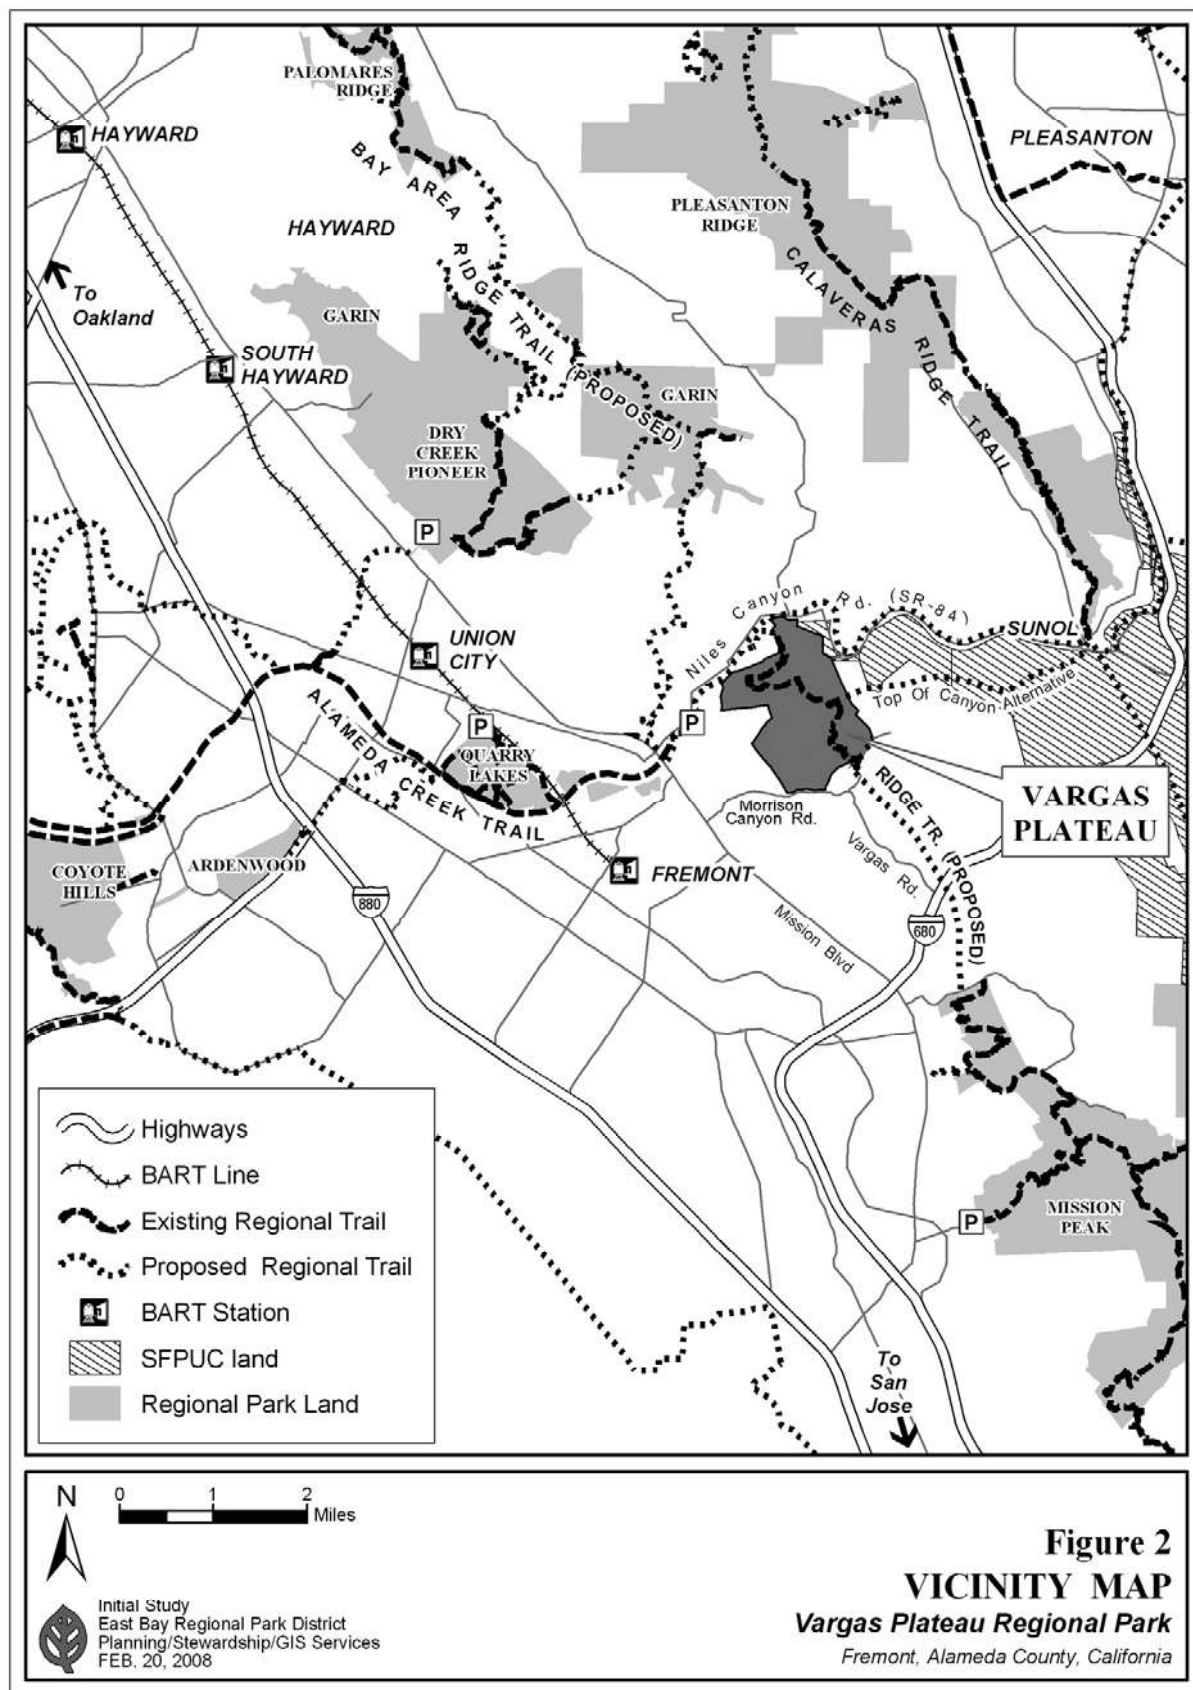 PALOMARES
RIDGE
HAYWARD
PLEASANTON
BAY AREA RIDGE TRAIL (PROPOSED)
PLEASANTON
RIDGE
HAYWARD
CALAVERAS RIDGE TRAIL
To
Oakland
GARIN
SOUTH
HAYWARD
GARIN
DRY
CREEK
PIONEER
P
Niles Canyon Rd. (SR-84)
SUNOL
UNION
CITY
Top Of Canyon Alternative
ALAMEDA CREEK TRAIL
P
P
QUARRY
LAKES
RIDGE TR. (PROPOSED)
VARGAS
PLATEAU
Morrison
Canyon Rd.
Vargas Rd.
COYOTE
HILLS
ARDENWOOD
FREMONT
880
Mission Blvd
680
MISSION
PEAK
P
Highways
BART Line
Existing Regional Trail
Proposed Regional Trail
BART Station
SFPUC land
Regional Park Land
To
San
Jose
N
0 1 2
Miles
Figure 2
VICINITY MAP
Vargas Plateau Regional Park
Fremont, Alameda County, California
Initial Study
East Bay Regional Park District
Planning/Stewardship/GIS Services
FEB. 20, 2008